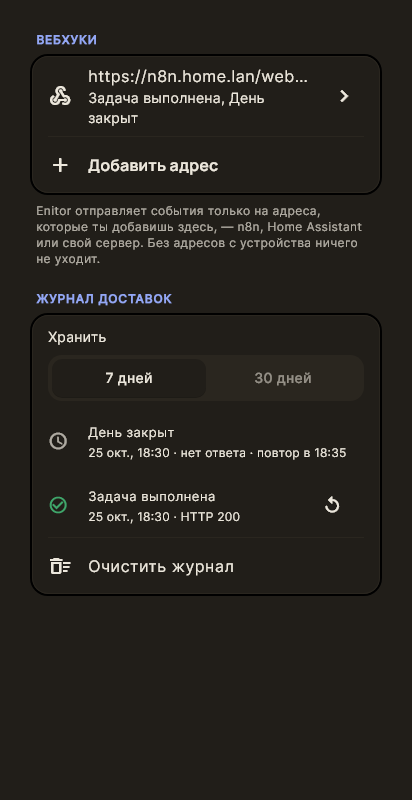 ВЕБХУКИ
https://n8n.home.lan/web...
Задача выполнена, День
закрыт
Добавить адрес
Enitor отправляет события только на адреса,
которые ты добавишь здесь, — n8n, Home Assistant
или свой сервер. Без адресов с устройства ничего
не уходит.
ЖУРНАЛ ДОСТАВОК
Хранить
7 дней
30 дней
День закрыт
25 окт., 18:30 · нет ответа · повтор в 18:35
Задача выполнена
25 окт., 18:30 · HTTP 200
Очистить журнал